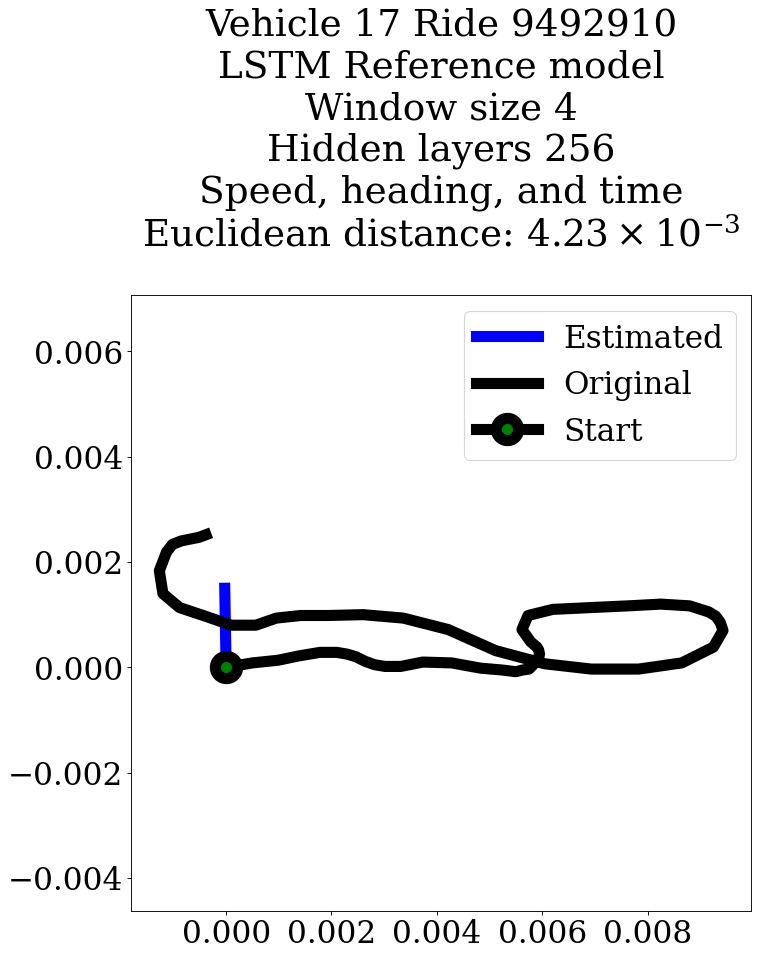 Vehicle 17 Ride 9492910
LSTM Reference model
Window size 4
Hidden layers 256
Speed, heading, and time
Euclidean distance: 4.23 × 10⁻³
Estimated
Original
Start
0.006
0.004
0.002
0.000
−0.002
−0.004
0.000 0.002 0.004 0.006 0.008